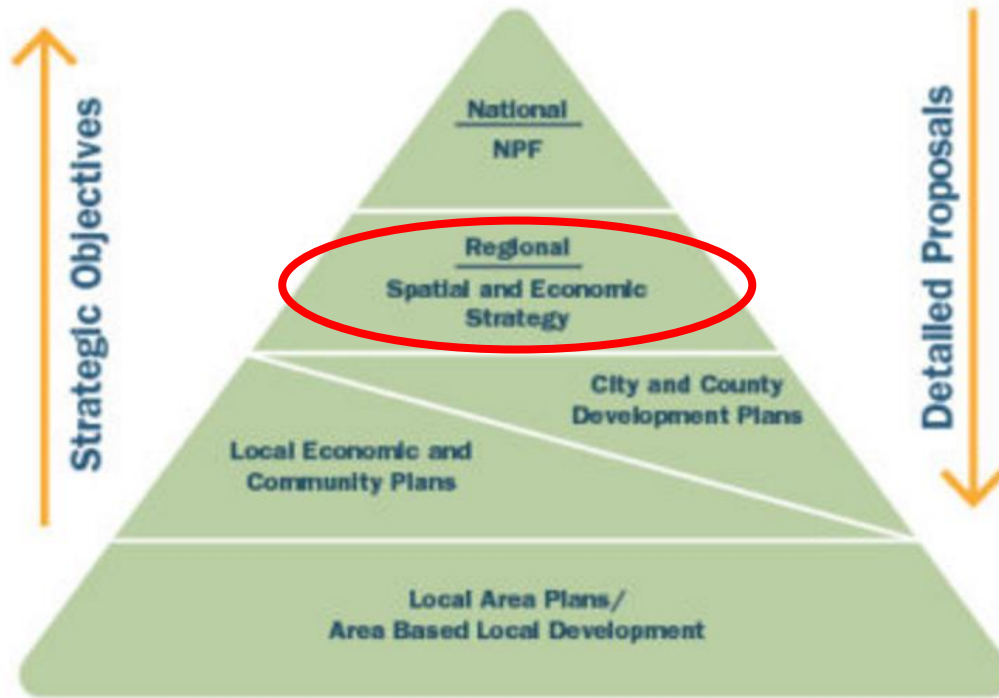 Strategic Objectives
National
NPF
Regional
Spatial and Economic
Strategy
City and County
Development Plans
Local Economic and
Community Plans
Local Area Plans/
Area Based Local Development
Detailed Proposals